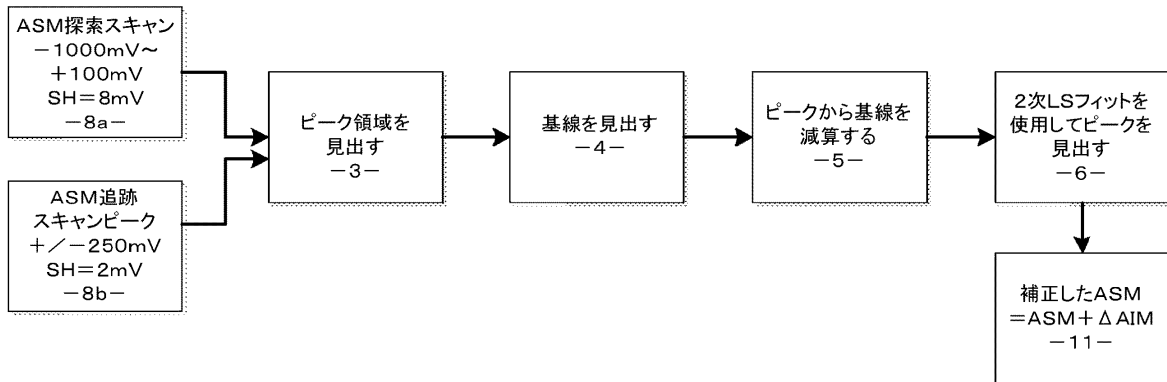 ASM探索スキャン
－1000mV～
＋100mV
SH＝8mV
－8a－
ASM追跡
スキャンピーク
＋／－250mV
SH＝2mV
－8b－
ピーク領域を
見出す
－3－
基線を見出す
－4－
ピークから基線を
減算する
－5－
2次LSフィットを
使用してピークを
見出す
－6－
補正したASM
＝ASM＋ΔAIM
－11－